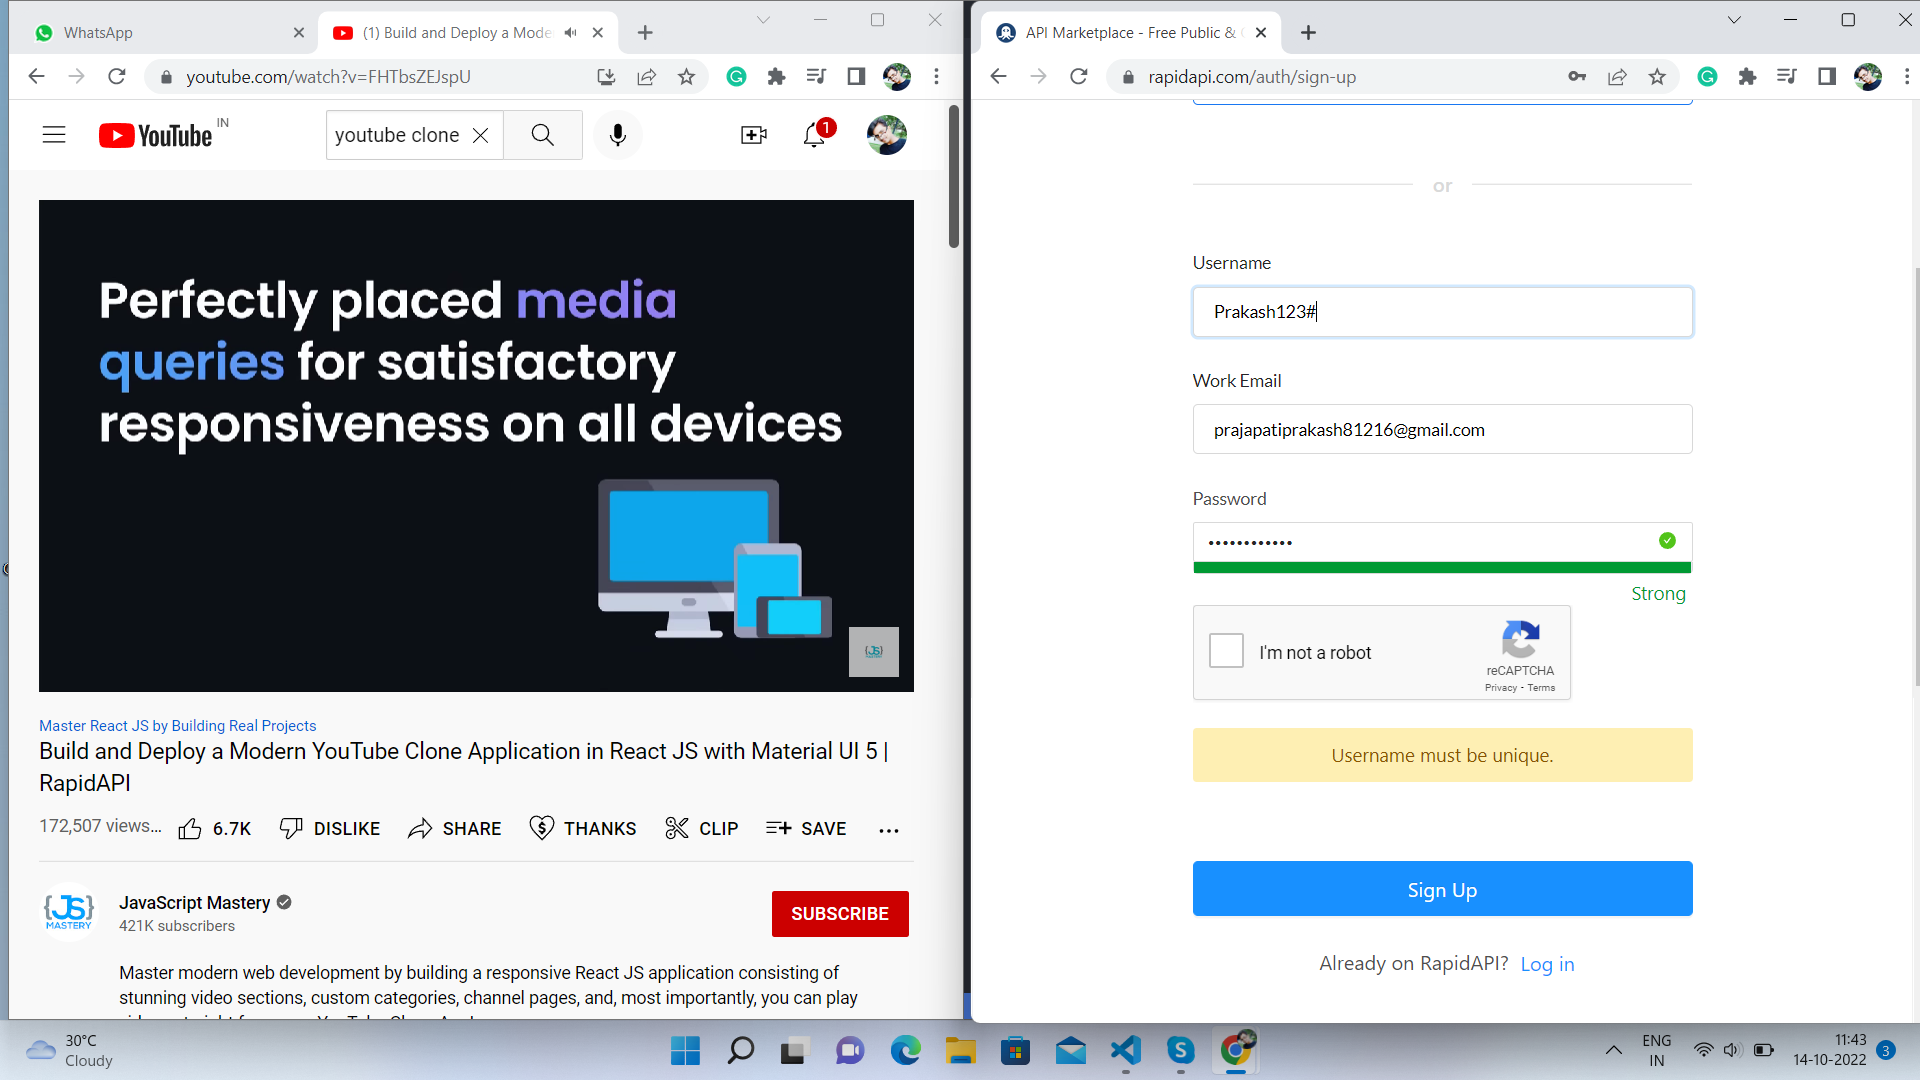 WhatsApp
(1) Build and Deploy a Mode
youtube.com/watch?v=FHTbsZEJspU
YouTube IN
youtube clone
1
Perfectly placed media
queries for satisfactory
responsiveness on all devices
{JS}
Master React JS by Building Real Projects
Build and Deploy a Modern YouTube Clone Application in React JS with Material UI 5 |
RapidAPI
172,507 views...
6.7K
DISLIKE
SHARE
THANKS
CLIP
SAVE
{JS}
MASTERY
JavaScript Mastery
421K subscribers
SUBSCRIBE
Master modern web development by building a responsive React JS application consisting of
stunning video sections, custom categories, channel pages, and, most importantly, you can play
API Marketplace - Free Public &
rapidapi.com/auth/sign-up
or
Username
Prakash123#
Work Email
prajapatiprakash81216@gmail.com
Password
••••••••••••
Strong
I'm not a robot
reCAPTCHA
Privacy - Terms
Username must be unique.
Sign Up
Already on RapidAPI? Log in
30°C
Cloudy
ENG
IN
11:43
14-10-2022
3